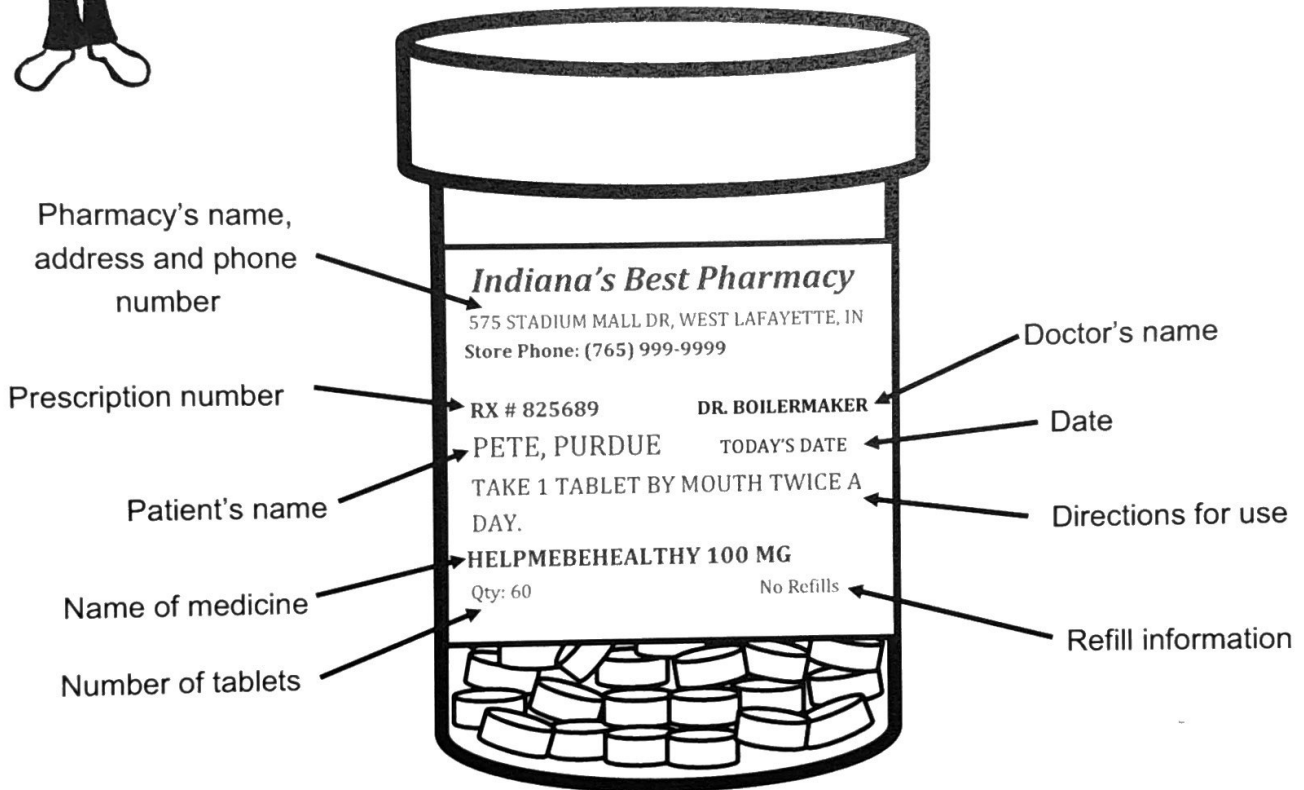 Pharmacy's name,
address and phone
number
Prescription number
Patient's name
Name of medicine
Number of tablets
Indiana's Best Pharmacy
575 STADIUM MALL DR, WEST LAFAYETTE, IN
Store Phone: (765) 999-9999
RX # 825689 DR. BOILERMAKER
PETE, PURDUE TODAY'S DATE
TAKE 1 TABLET BY MOUTH TWICE A
DAY.
HELPMEBEHEALTHY 100 MG
Qty: 60 No Refills
Doctor's name
Date
Directions for use
Refill information